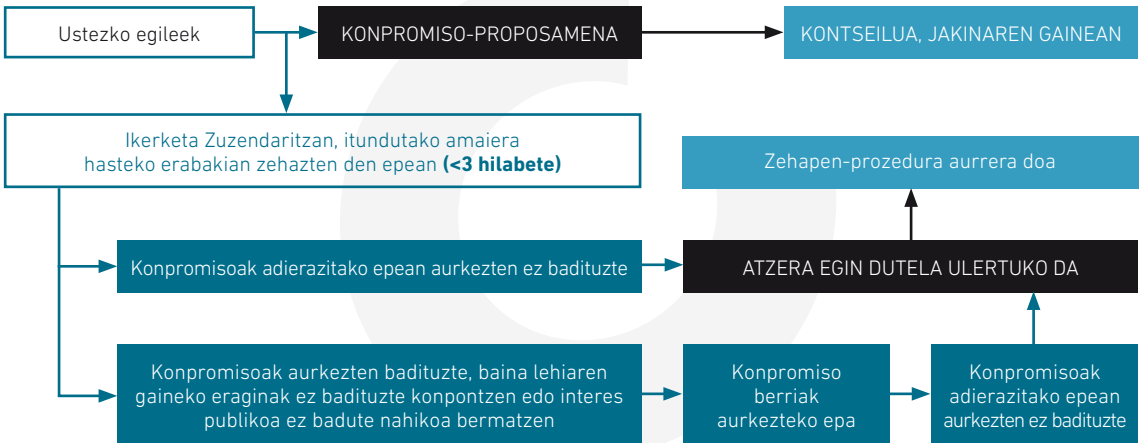 Ustezko egileek
KONPROMISO-PROPOSAMENA
KONTSEILUA, JAKINAREN GAINEAN
Ikerketa Zuzendaritzan, itundutako amaiera
hasteko erabakian zehazten den epean (<3 hilabete)
Zehapen-prozedura aurrera doa
Konpromisoak adierazitako epean aurkezten ez badituzte
ATZERA EGIN DUTELA ULERTUKO DA
Konpromisoak aurkezten badituzte, baina lehiaren
gaineko eraginak ez badituzte konpontzen edo interes
publikoa ez badute nahikoa bermatzen
Konpromiso
berriak
aurkezteko epa
Konpromisoak
adierazitako epean
aurkezten ez badituzte